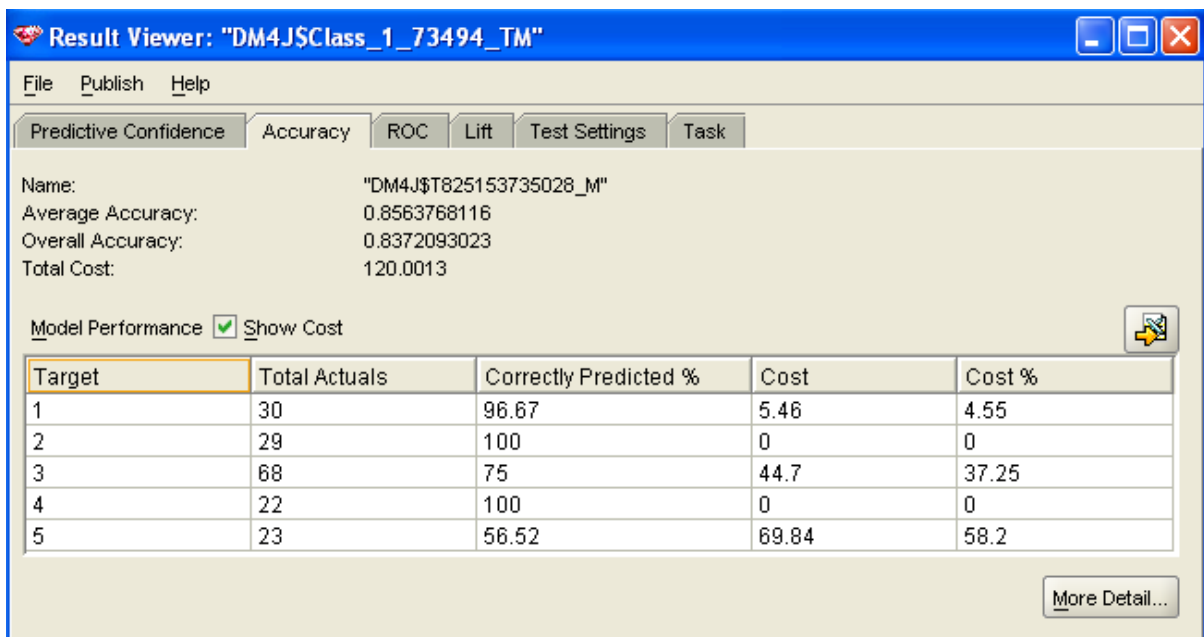 Result Viewer: "DM4J$Class_1_73494_TM"
File Publish Help
Predictive Confidence Accuracy ROC Lift Test Settings Task
Name: "DM4J$T825153735028_M"
Average Accuracy: 0.8563768116
Overall Accuracy: 0.8372093023
Total Cost: 120.0013
Model Performance Show Cost
Target Total Actuals Correctly Predicted % Cost Cost %
1 30 96.67 5.46 4.55
2 29 100 0 0
3 68 75 44.7 37.25
4 22 100 0 0
5 23 56.52 69.84 58.2
More Detail...